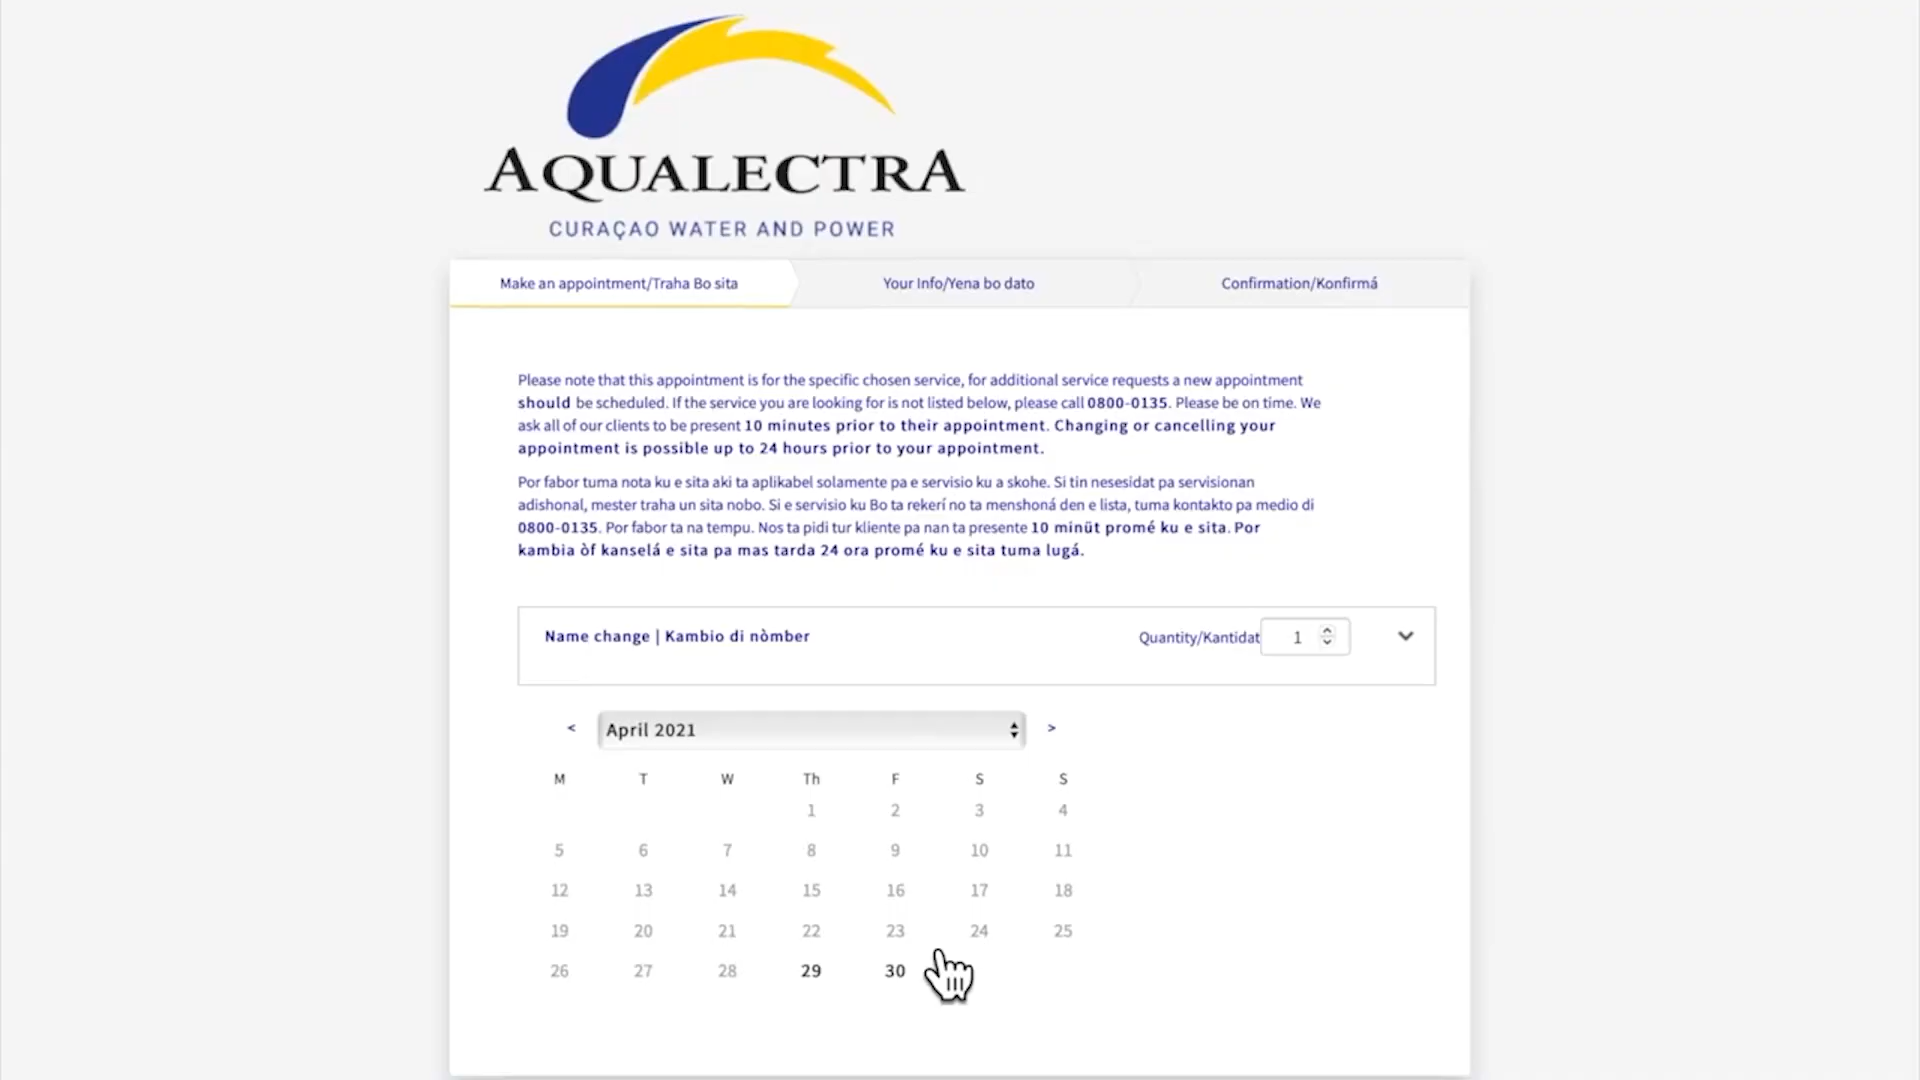 AQUALECTRA
CURAÇAO WATER AND POWER
Make an appointment/Traha Bo sita
Your Info/Yena bo dato
Confirmation/Konfirmá
Please note that this appointment is for the specific chosen service, for additional service requests a new appointment
should be scheduled. If the service you are looking for is not listed below, please call 0800-0135. Please be on time. We
ask all of our clients to be present 10 minutes prior to their appointment. Changing or cancelling your
appointment is possible up to 24 hours prior to your appointment.
Por fabor tuma nota ku e sita aki ta aplikabel solamente pa e servisio ku a skohe. Si tin nesesidat pa servisionan
adishonal, mester traha un sita nobo. Si e servisio ku Bo ta rekerí no ta menshoná den e lista, tuma kontakto pa medio di
0800-0135. Por fabor ta na tempu. Nos ta pidi tur kliente pa nan ta presente 10 minüt promé ku e sita. Por
kambia òf kanselá e sita pa mas tarda 24 ora promé ku e sita tuma lugá.
Name change | Kambio di nòmber
Quantity/Kantidat 1
< April 2021 >
M T W Th F S S
1 2 3 4
5 6 7 8 9 10 11
12 13 14 15 16 17 18
19 20 21 22 23 24 25
26 27 28 29 30